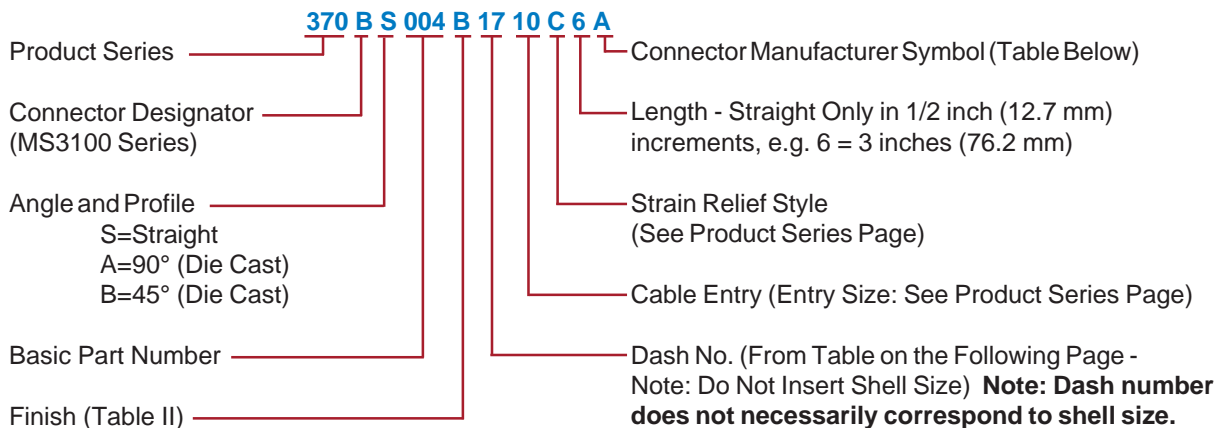 370 B S 004 B 17 10 C 6 A
Product Series
Connector Designator
(MS3100 Series)
Angle and Profile
S=Straight
A=90° (Die Cast)
B=45° (Die Cast)
Basic Part Number
Finish (Table II)
Connector Manufacturer Symbol (Table Below)
Length - Straight Only in 1/2 inch (12.7 mm)
increments, e.g. 6 = 3 inches (76.2 mm)
Strain Relief Style
(See Product Series Page)
Cable Entry (Entry Size: See Product Series Page)
Dash No. (From Table on the Following Page -
Note: Do Not Insert Shell Size) Note: Dash number
does not necessarily correspond to shell size.